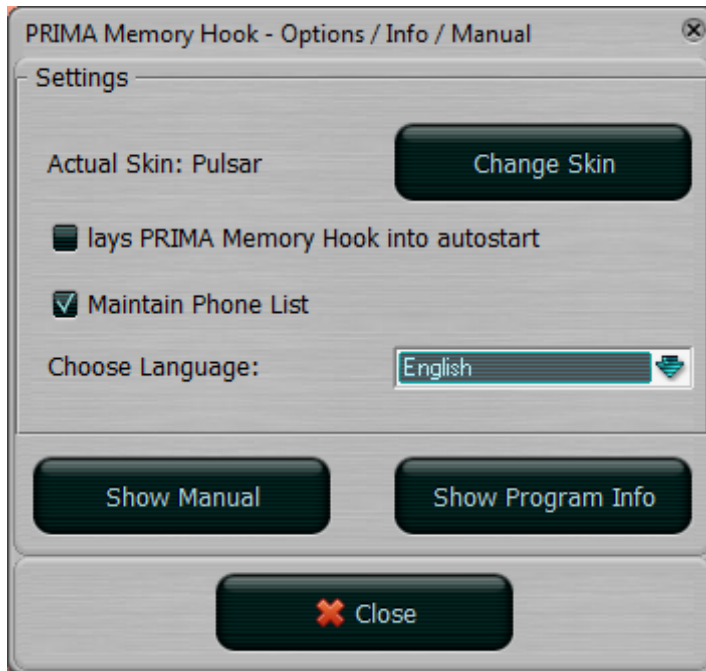 PRIMA Memory Hook - Options / Info / Manual
Settings
Actual Skin: Pulsar
Change Skin
lays PRIMA Memory Hook into autostart
Maintain Phone List
Choose Language:
English
Show Manual
Show Program Info
Close